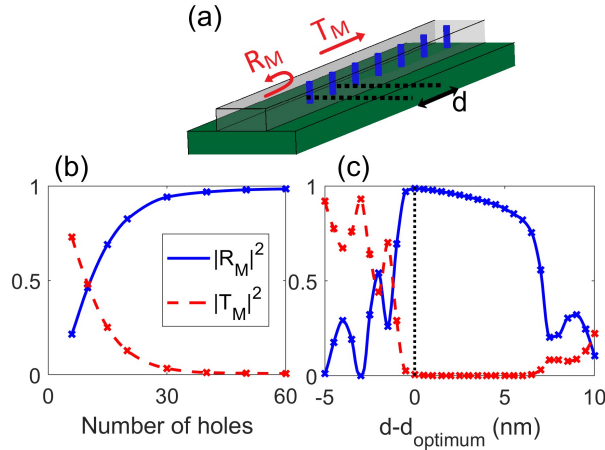 (a)
T_M
R_M
d
(b)
(c)
1
0.5
0
0
30
60
Number of holes
|R_M|^2
|T_M|^2
1
0.5
0
-5
0
5
10
d-d_optimum (nm)